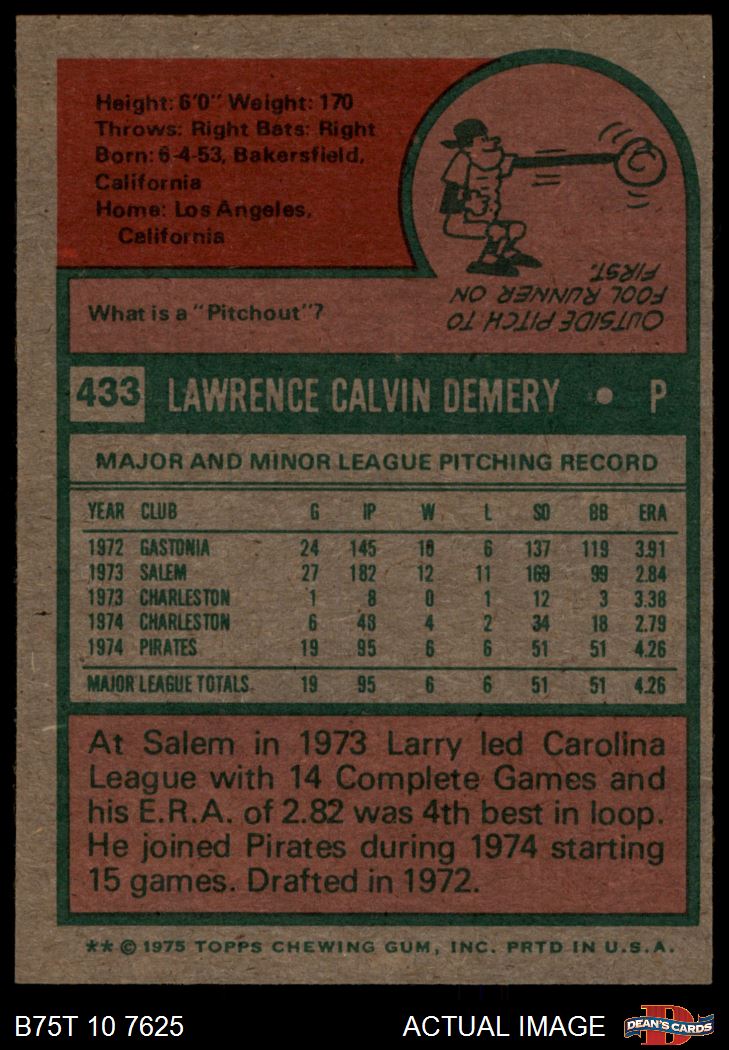 Height: 6'0" Weight: 170
Throws: Right Bats: Right
Born: 6-4-53, Bakersfield,
California
Home: Los Angeles,
California
What is a "Pitchout"?
OUTSIDE PITCH TO
FOOL RUNNER ON
FIRST.
433 LAWRENCE CALVIN DEMERY • P
MAJOR AND MINOR LEAGUE PITCHING RECORD
YEAR CLUB G IP W L SO BB ERA
1972 GASTONIA 24 145 10 6 137 119 3.91
1973 SALEM 27 182 12 11 169 99 2.84
1973 CHARLESTON 1 8 0 1 12 3 3.38
1974 CHARLESTON 6 48 4 2 34 18 2.79
1974 PIRATES 19 95 6 6 51 51 4.26
MAJOR LEAGUE TOTALS 19 95 6 6 51 51 4.26
At Salem in 1973 Larry led Carolina
League with 14 Complete Games and
his E.R.A. of 2.82 was 4th best in loop.
He joined Pirates during 1974 starting
15 games. Drafted in 1972.
** © 1975 TOPPS CHEWING GUM, INC. PRTD IN U.S.A.
B75T 10 7625 ACTUAL IMAGE DEAN'S CARDS